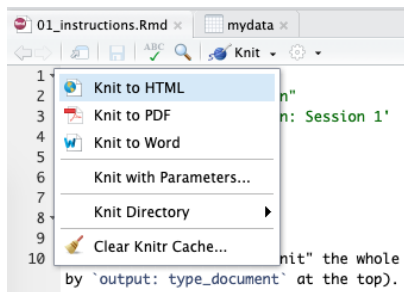 01_instructions.Rmd × mydata ×
ABC Knit
1
2 n"
3 n: Session 1'
4
5
6
7
8
9
10 nit" the whole
by `output: type_document` at the top).
Knit to HTML
Knit to PDF
Knit to Word
Knit with Parameters...
Knit Directory
Clear Knitr Cache...